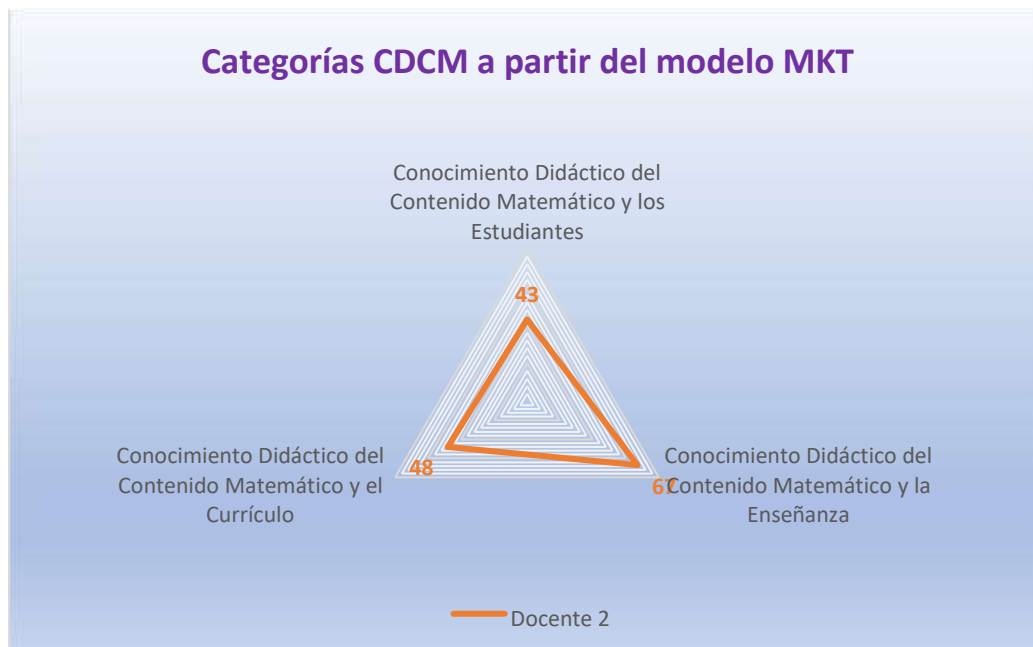 Categorías CDCM a partir del modelo MKT
Conocimiento Didáctico del
Contenido Matemático y los
Estudiantes
43
Conocimiento Didáctico del
Contenido Matemático y el
Currículo
48
67
Conocimiento Didáctico del
Contenido Matemático y la
Enseñanza
Docente 2